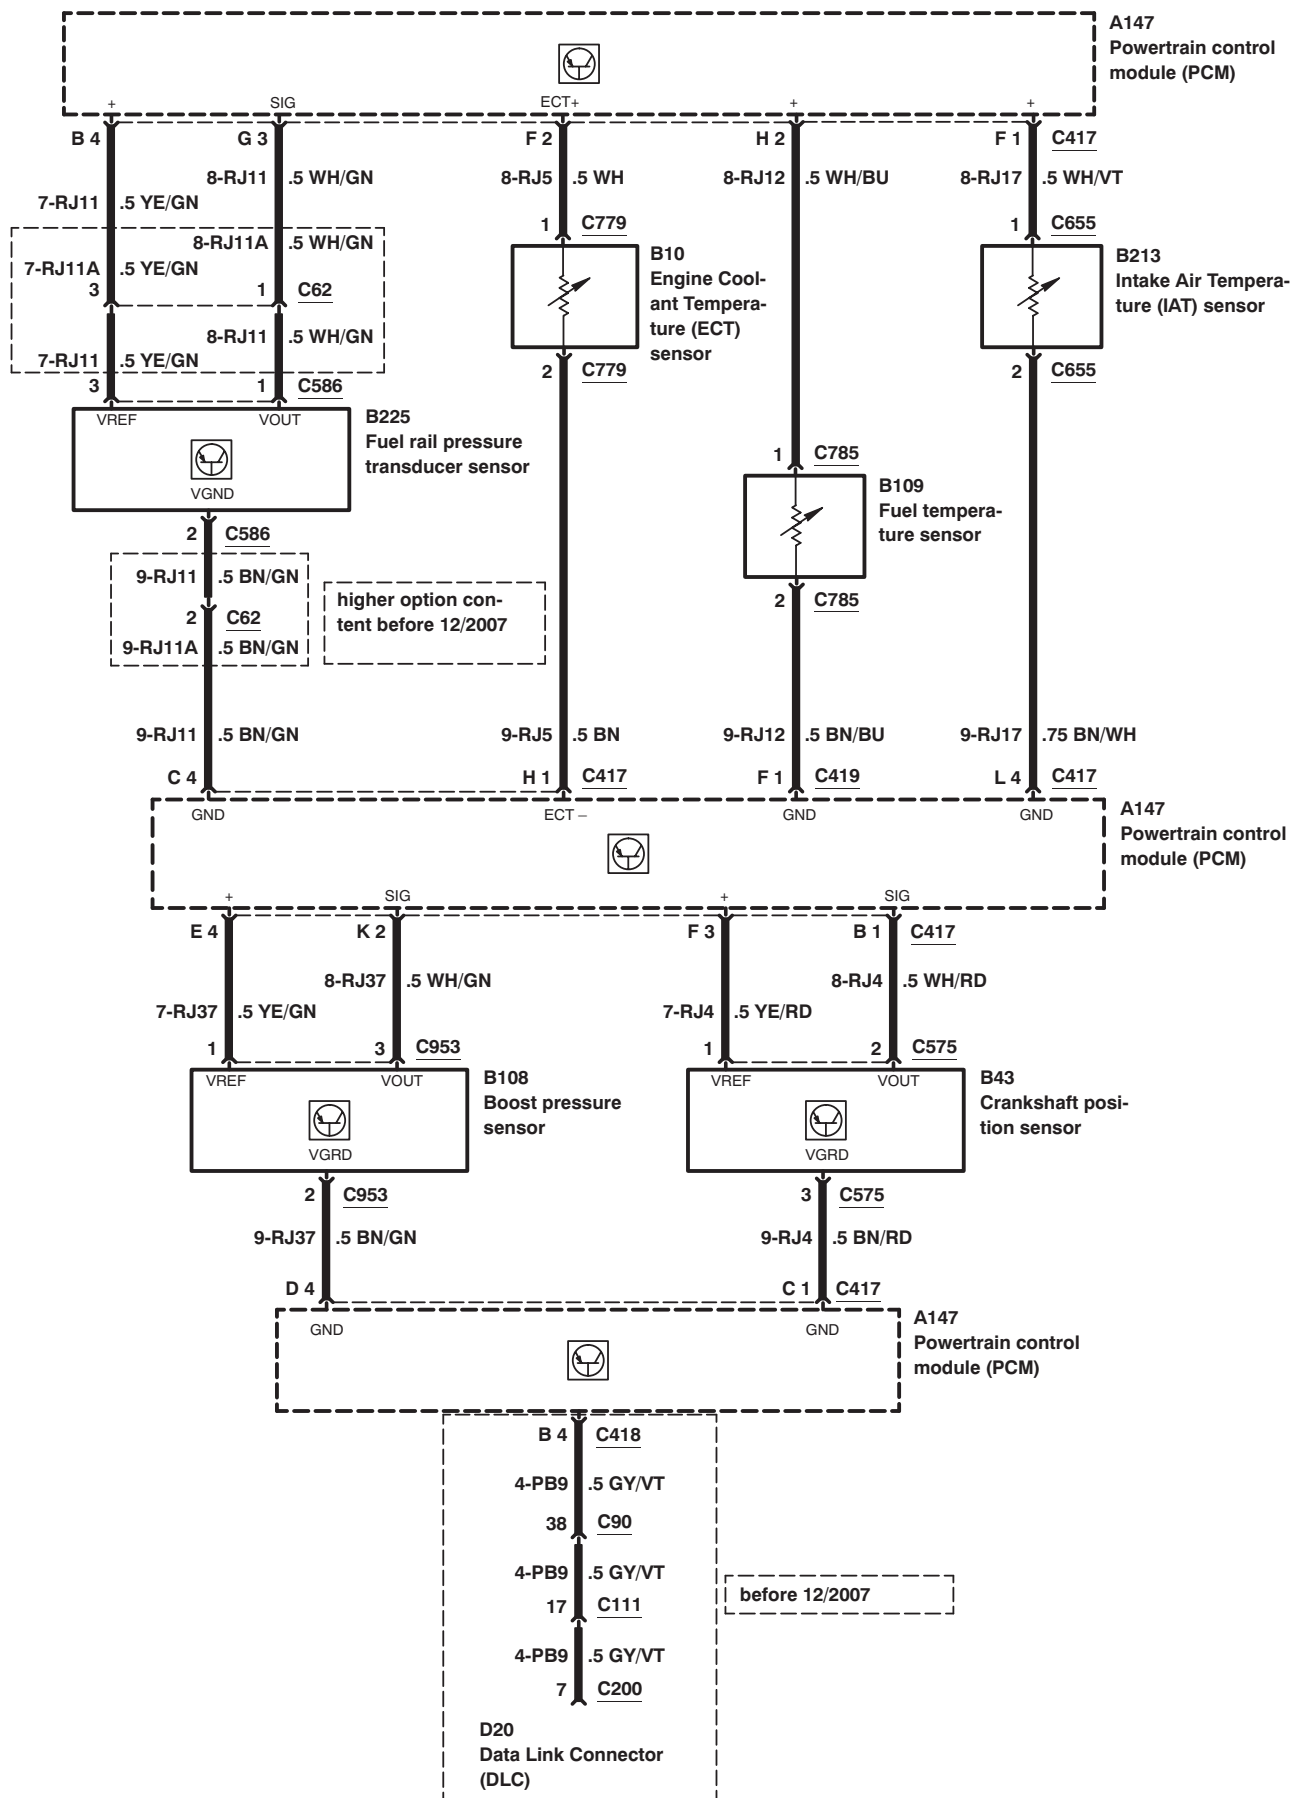 A147
Powertrain control
module (PCM)
+ SIG ECT+ + +
B 4 G 3 F 2 H 2 F 1 C417
8-RJ11 .5 WH/GN 8-RJ5 .5 WH 8-RJ12 .5 WH/BU 8-RJ17 .5 WH/VT
7-RJ11 .5 YE/GN
1 C779 1 C655
8-RJ11A .5 WH/GN
7-RJ11A .5 YE/GN
3 1 C62
B10
Engine Cool-
ant Tempera-
ture (ECT)
sensor
B213
Intake Air Tempera-
ture (IAT) sensor
8-RJ11 .5 WH/GN
7-RJ11 .5 YE/GN
2 C779 2 C655
3 1 C586
VREF VOUT
VGND
B225
Fuel rail pressure
transducer sensor
1 C785
B109
Fuel tempera-
ture sensor
2 C586
9-RJ11 .5 BN/GN
2 C62
9-RJ11A .5 BN/GN
higher option con-
tent before 12/2007
2 C785
9-RJ11 .5 BN/GN 9-RJ5 .5 BN 9-RJ12 .5 BN/BU 9-RJ17 .75 BN/WH
C 4 H 1 C417 F 1 C419 L 4 C417
GND ECT – GND GND
A147
Powertrain control
module (PCM)
+ SIG + SIG
E 4 K 2 F 3 B 1 C417
8-RJ37 .5 WH/GN 8-RJ4 .5 WH/RD
7-RJ37 .5 YE/GN 7-RJ4 .5 YE/RD
1 3 C953 1 2 C575
VREF VOUT VREF VOUT
B108
Boost pressure
sensor
B43
Crankshaft posi-
tion sensor
VGRD VGRD
2 C953 3 C575
9-RJ37 .5 BN/GN 9-RJ4 .5 BN/RD
D 4 C 1 C417
GND GND
A147
Powertrain control
module (PCM)
B 4 C418
4-PB9 .5 GY/VT
38 C90
4-PB9 .5 GY/VT
17 C111
before 12/2007
4-PB9 .5 GY/VT
7 C200
D20
Data Link Connector
(DLC)